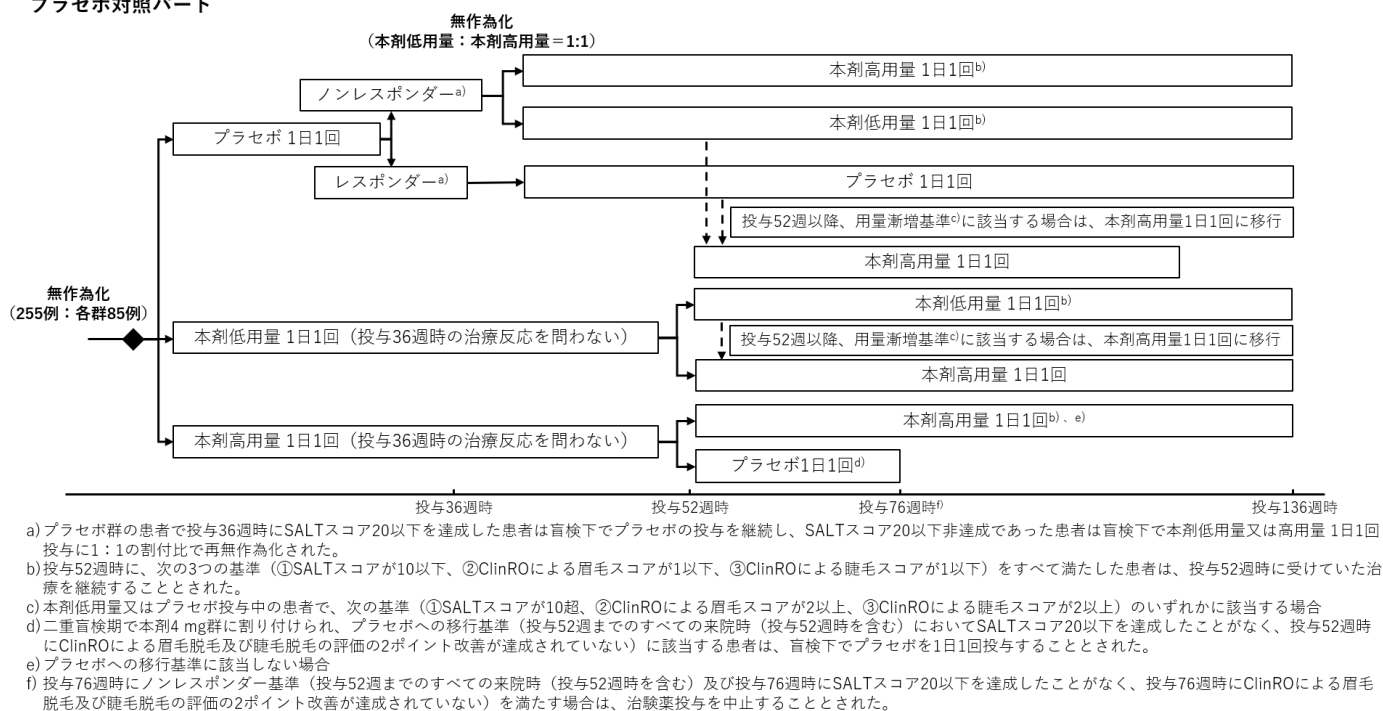 プラセボ対照パート
無作為化
（本剤低用量：本剤高用量＝1:1）
本剤高用量 1日1回b)
ノンレスポンダーa)
本剤低用量 1日1回b)
プラセボ 1日1回
レスポンダーa)
プラセボ 1日1回
投与52週以降、用量漸増基準c)に該当する場合は、本剤高用量1日1回に移行
本剤高用量 1日1回
無作為化
（255例：各群85例）
本剤低用量 1日1回b)
本剤低用量 1日1回（投与36週時の治療反応を問わない）
投与52週以降、用量漸増基準c)に該当する場合は、本剤高用量1日1回に移行
本剤高用量 1日1回
本剤高用量 1日1回b)、e)
本剤高用量 1日1回（投与36週時の治療反応を問わない）
プラセボ1日1回d)
投与36週時
投与52週時
投与76週時f)
投与136週時
a) プラセボ群の患者で投与36週時にSALTスコア20以下を達成した患者は盲検下でプラセボの投与を継続し、SALTスコア20以下非達成であった患者は盲検下で本剤低用量又は高用量 1日1回
投与に1：1の割付比で再無作為化された。
b) 投与52週時に、次の3つの基準（①SALTスコアが10以下、②ClinROによる眉毛スコアが1以下、③ClinROによる睫毛スコアが1以下）をすべて満たした患者は、投与52週時に受けていた治
療を継続することとされた。
c) 本剤低用量又はプラセボ投与中の患者で、次の基準（①SALTスコアが10超、②ClinROによる眉毛スコアが2以上、③ClinROによる睫毛スコアが2以上）のいずれかに該当する場合
d) 二重盲検期で本剤4 mg群に割り付けられ、プラセボへの移行基準（投与52週までのすべての来院時（投与52週時を含む）においてSALTスコア20以下を達成したことがなく、投与52週時
にClinROによる眉毛脱毛及び睫毛脱毛の評価の2ポイント改善が達成されていない）に該当する患者は、盲検下でプラセボを1日1回投与することとされた。
e) プラセボへの移行基準に該当しない場合
f) 投与76週時にノンレスポンダー基準（投与52週までのすべての来院時（投与52週時を含む）及び投与76週時にSALTスコア20以下を達成したことがなく、投与76週時にClinROによる眉毛
脱毛及び睫毛脱毛の評価の2ポイント改善が達成されていない）を満たす場合は、治験薬投与を中止することとされた。